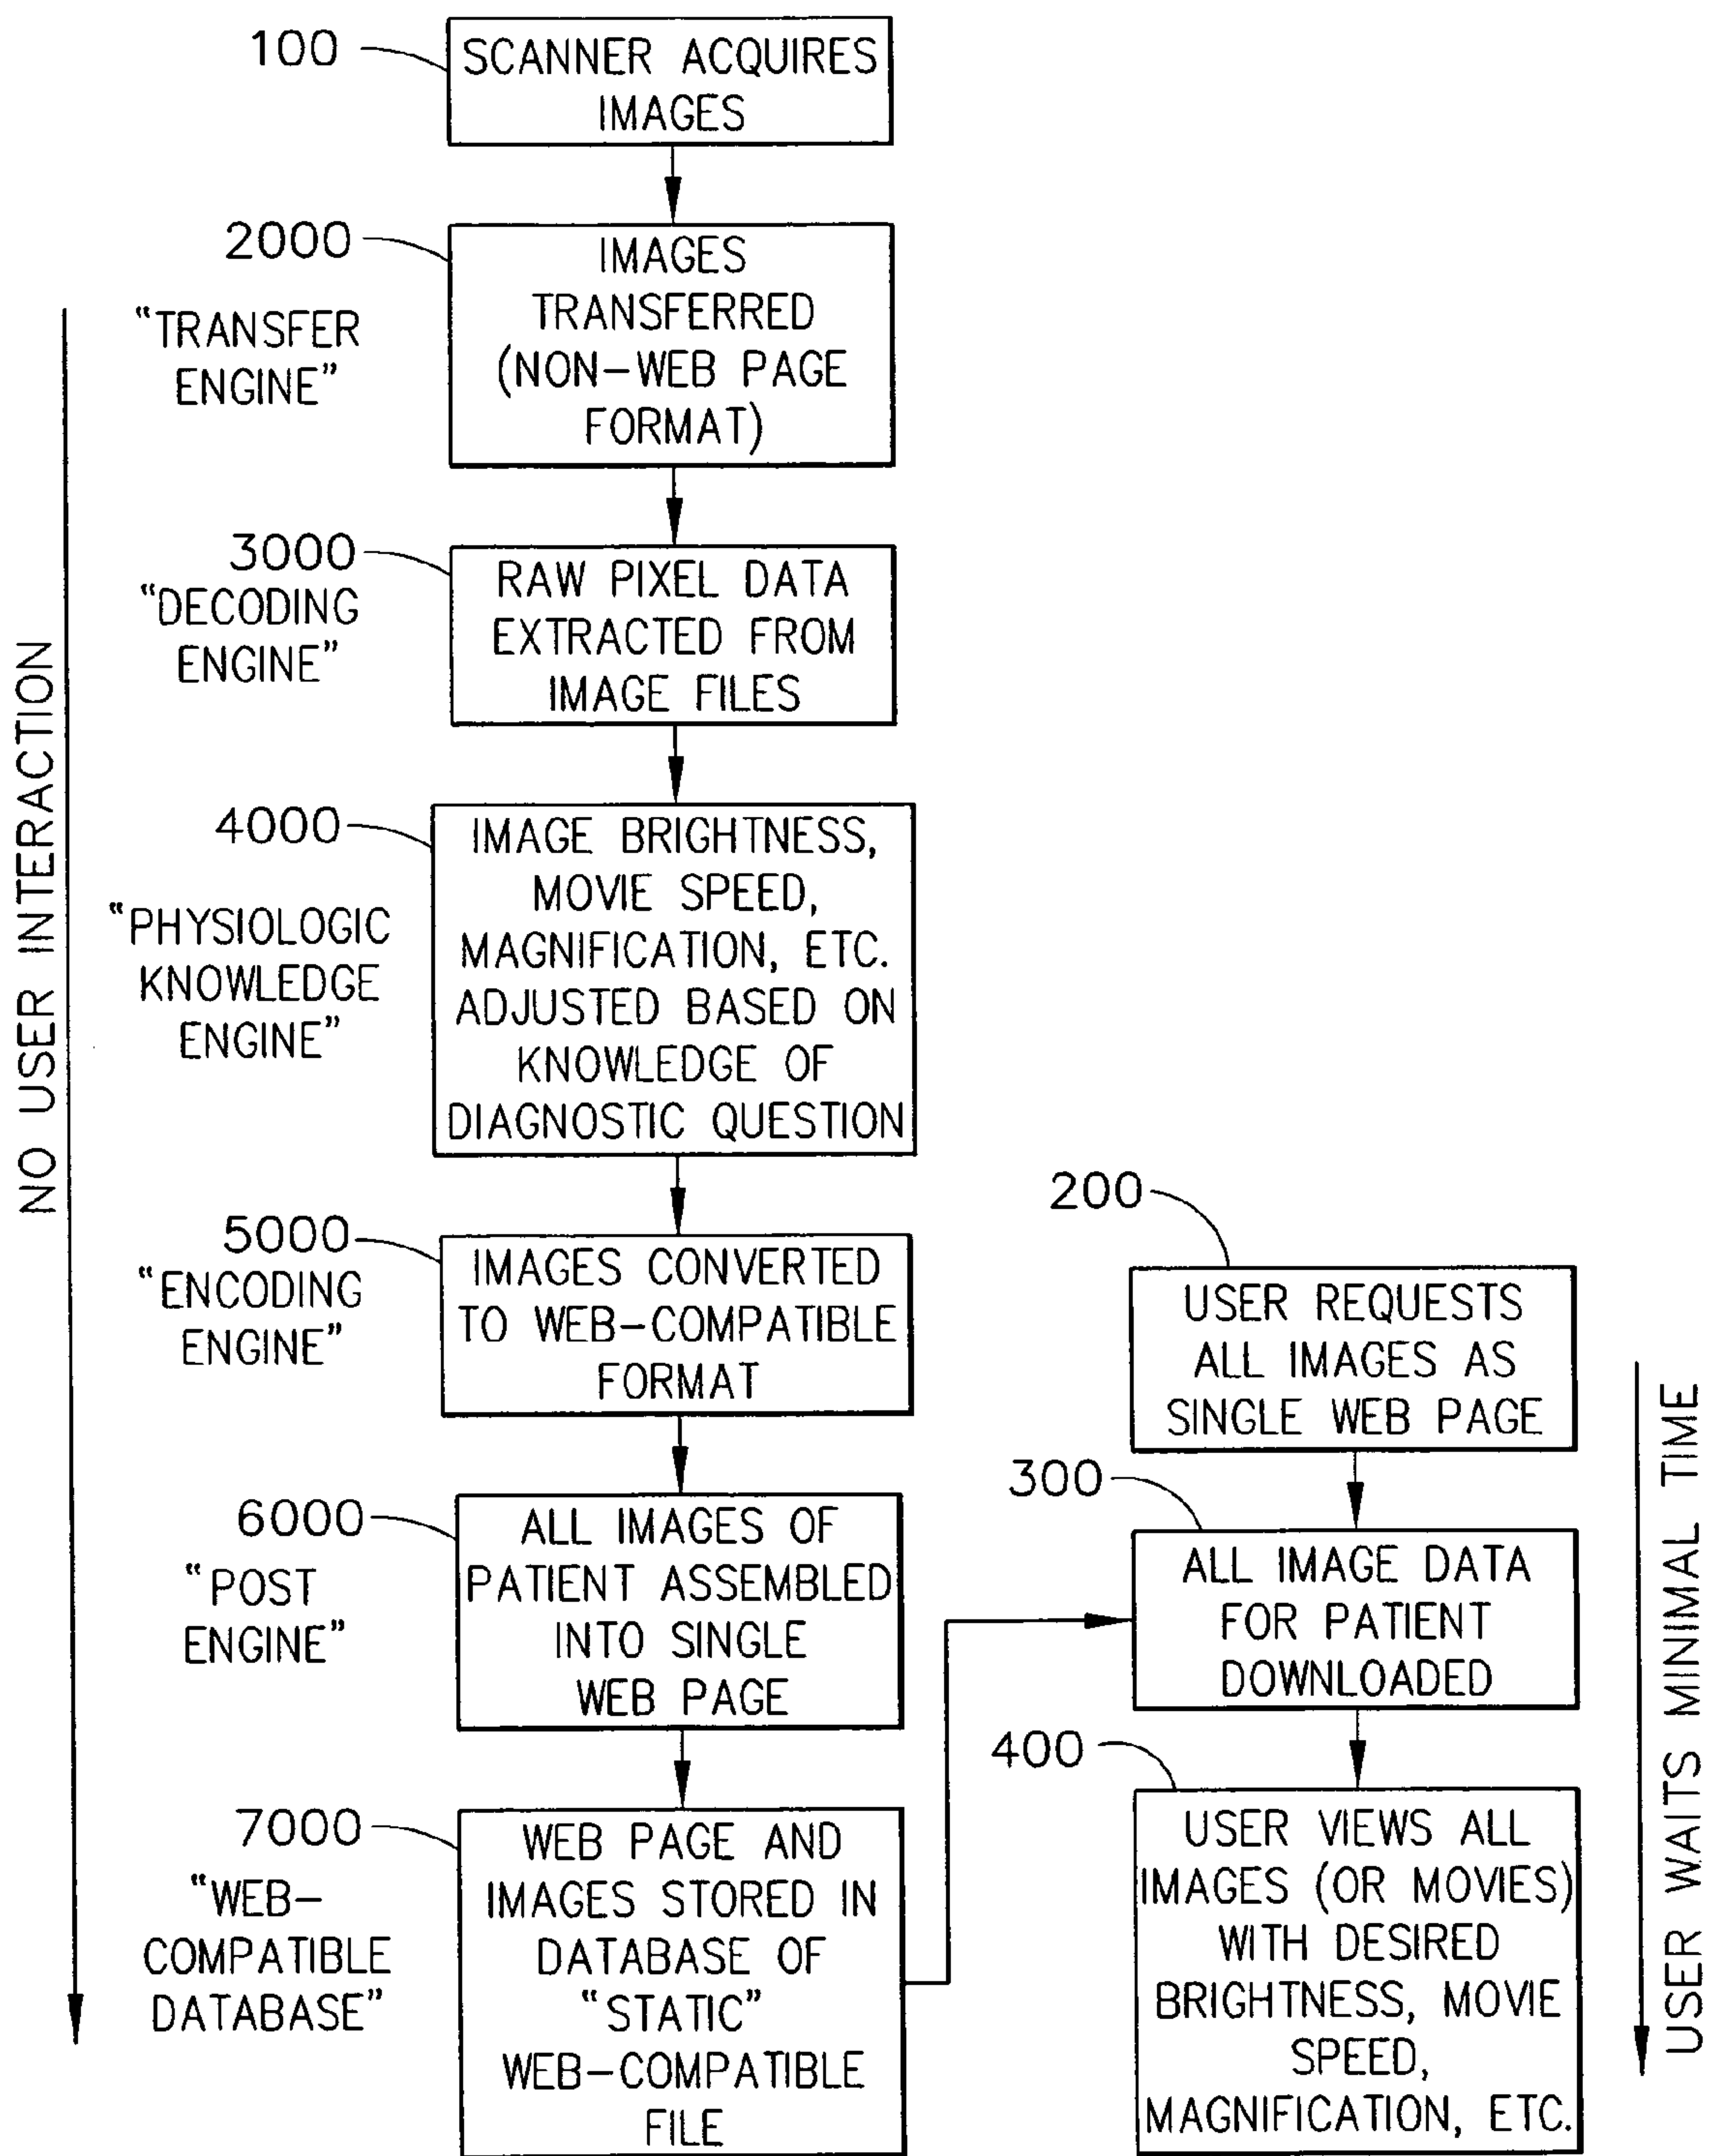 100
SCANNER ACQUIRES
IMAGES
2000
"TRANSFER
ENGINE"
IMAGES
TRANSFERRED
(NON-WEB PAGE
FORMAT)
3000
"DECODING
ENGINE"
RAW PIXEL DATA
EXTRACTED FROM
IMAGE FILES
4000
"PHYSIOLOGIC
KNOWLEDGE
ENGINE"
IMAGE BRIGHTNESS,
MOVIE SPEED,
MAGNIFICATION, ETC.
ADJUSTED BASED ON
KNOWLEDGE OF
DIAGNOSTIC QUESTION
5000
"ENCODING
ENGINE"
IMAGES CONVERTED
TO WEB-COMPATIBLE
FORMAT
6000
"POST
ENGINE"
ALL IMAGES OF
PATIENT ASSEMBLED
INTO SINGLE
WEB PAGE
7000
"WEB-
COMPATIBLE
DATABASE"
WEB PAGE AND
IMAGES STORED IN
DATABASE OF
"STATIC"
WEB-COMPATIBLE
FILE
NO USER INTERACTION
200
USER REQUESTS
ALL IMAGES AS
SINGLE WEB PAGE
300
ALL IMAGE DATA
FOR PATIENT
DOWNLOADED
400
USER VIEWS ALL
IMAGES (OR MOVIES)
WITH DESIRED
BRIGHTNESS, MOVIE
SPEED,
MAGNIFICATION, ETC.
USER WAITS MINIMAL TIME